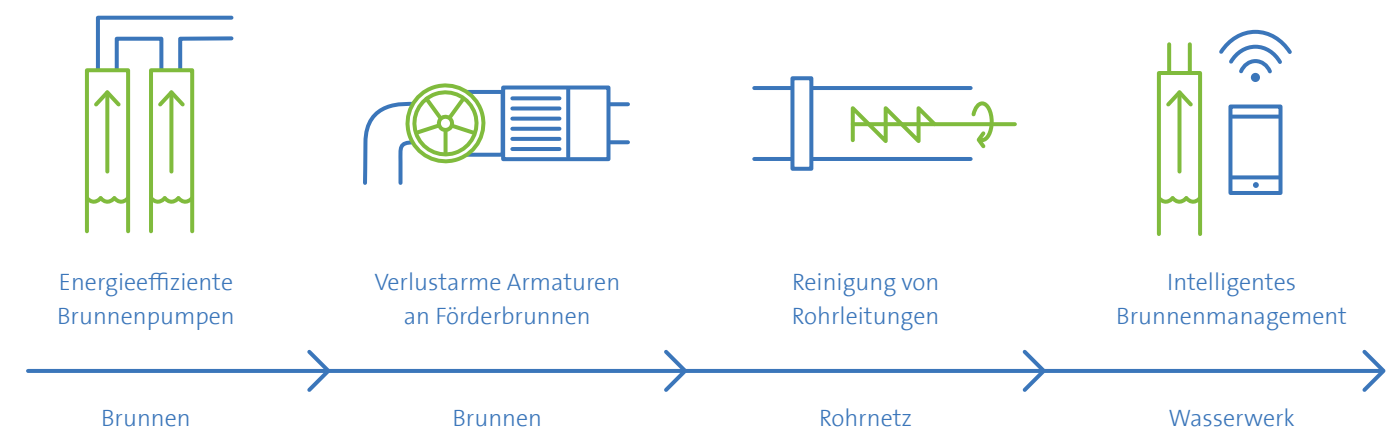 Energieeffiziente
Brunnenpumpen
Verlustarme Armaturen
an Förderbrunnen
Reinigung von
Rohrleitungen
Intelligentes
Brunnenmanagement
Brunnen
Brunnen
Rohrnetz
Wasserwerk